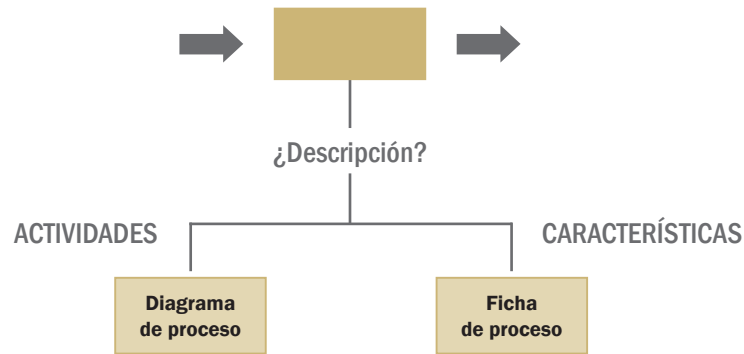 ¿Descripción?
ACTIVIDADES
CARACTERÍSTICAS
Diagrama
de proceso
Ficha
de proceso